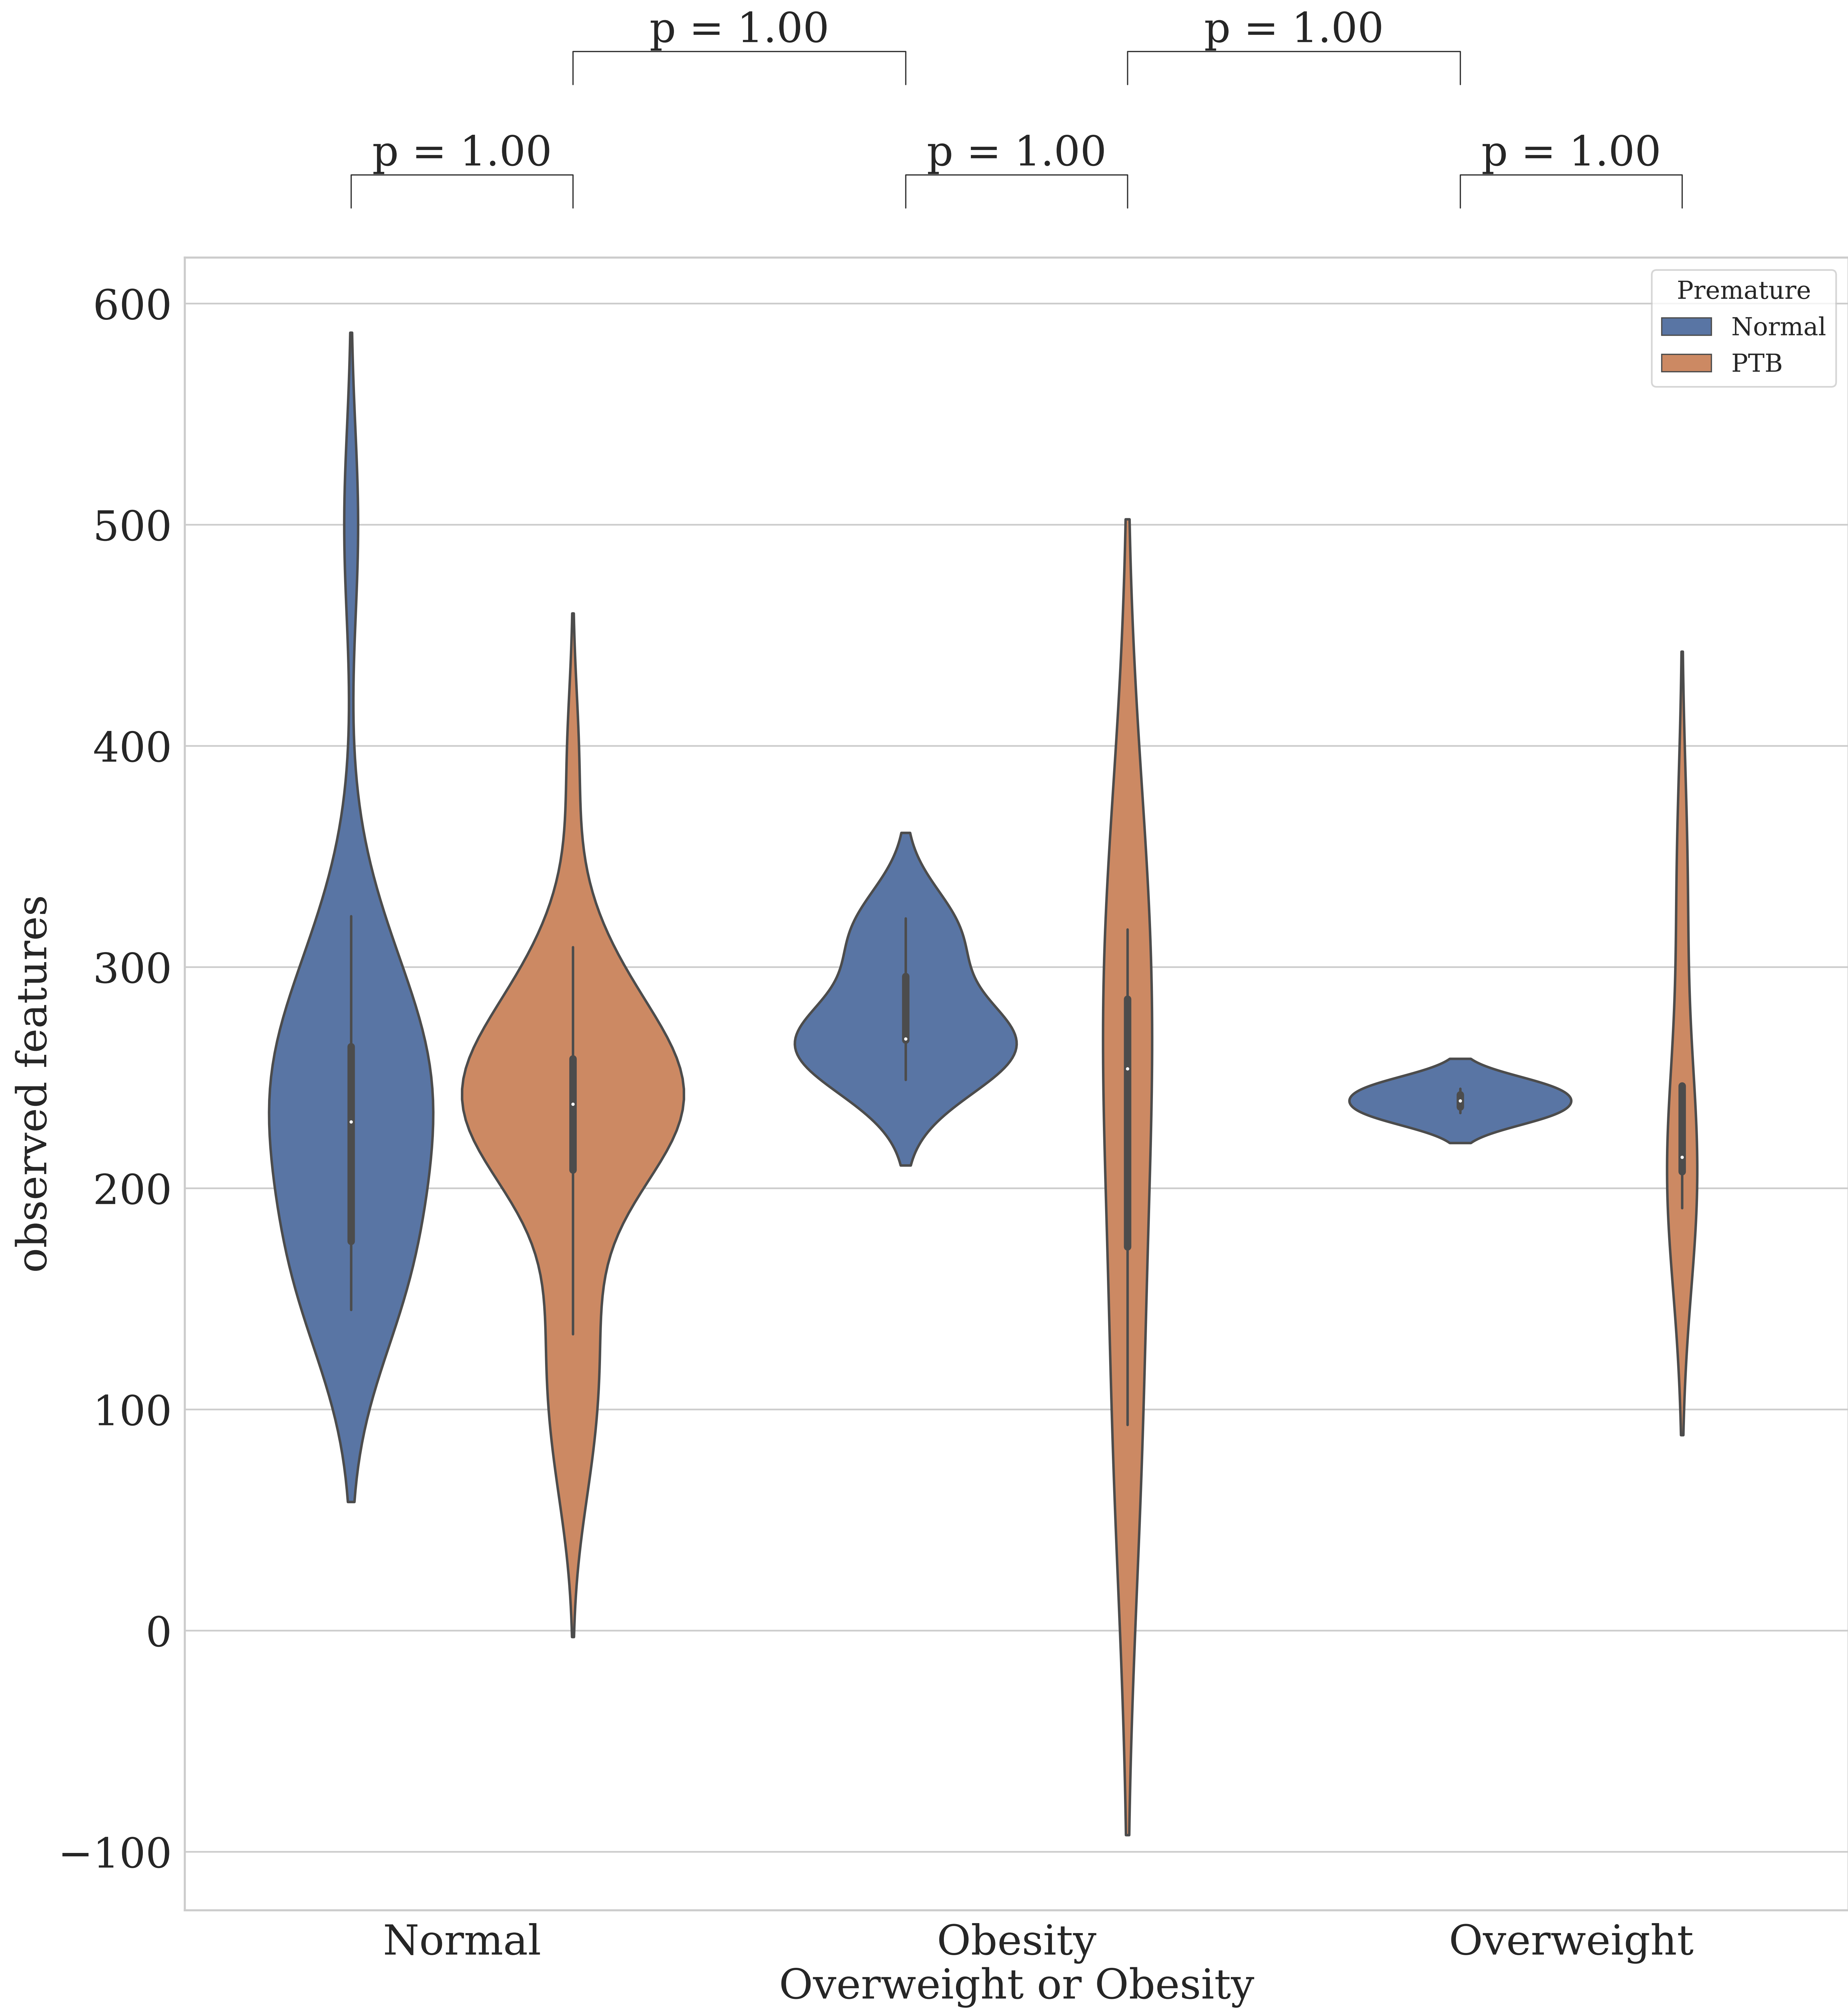 p = 1.00
p = 1.00
p = 1.00
p = 1.00
p = 1.00
Premature
Normal
PTB
600
500
400
300
200
100
0
−100
observed features
Normal
Obesity
Overweight
Overweight or Obesity